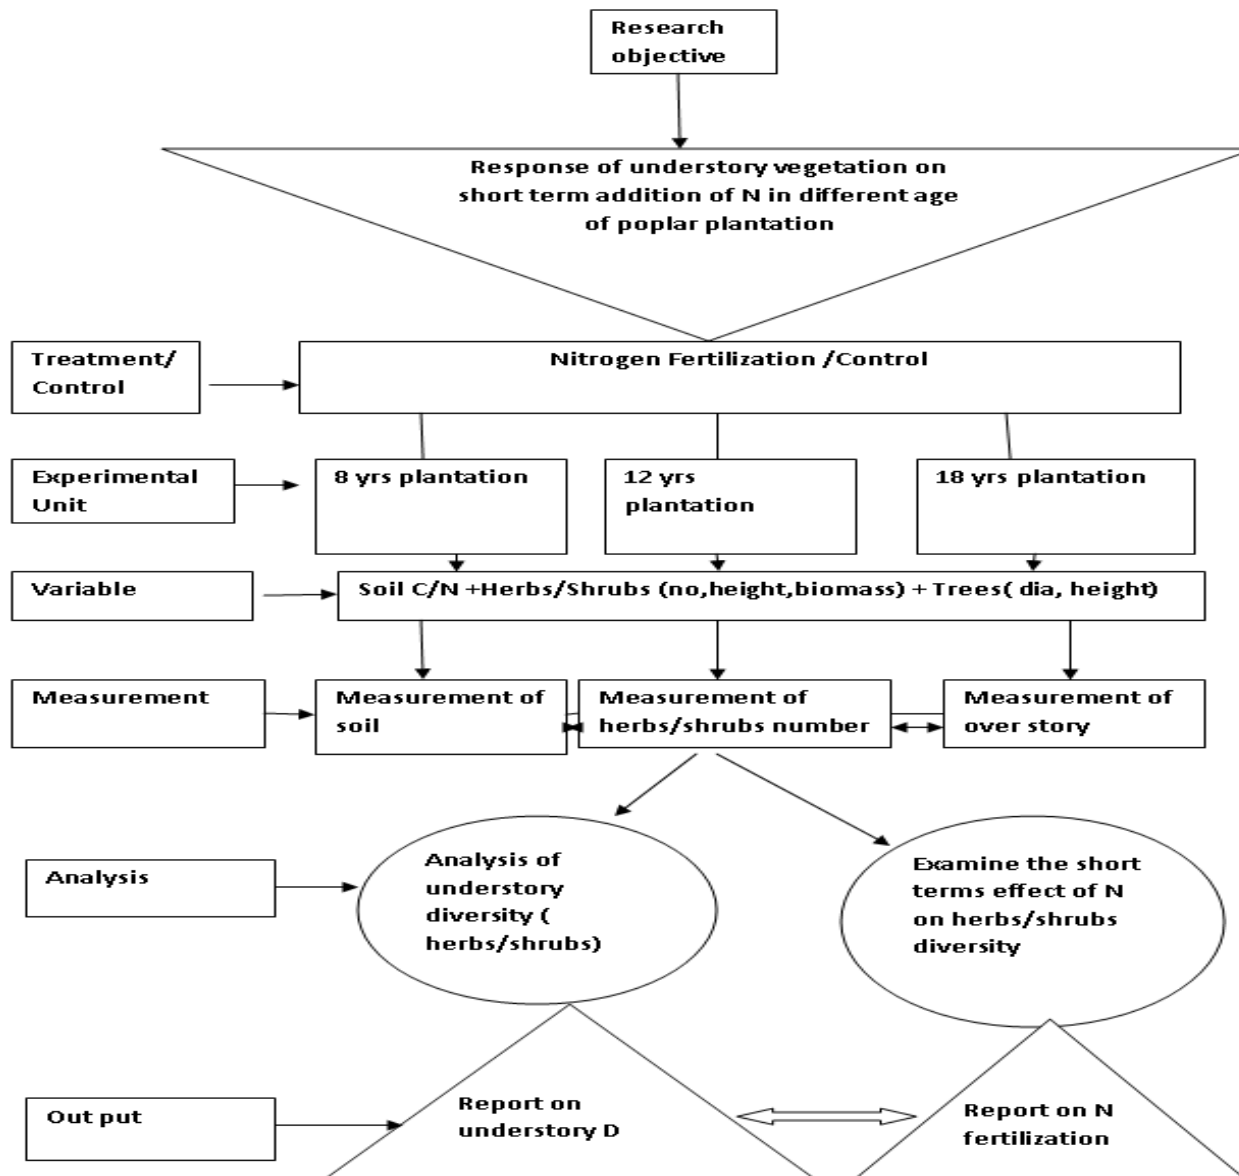 Research
objective
Response of understory vegetation on
short term addition of N in different age
of poplar plantation
Treatment/
Control
Nitrogen Fertilization /Control
Experimental
Unit
8 yrs plantation
12 yrs
plantation
18 yrs plantation
Variable
Soil C/N +Herbs/Shrubs (no,height,biomass) + Trees( dia, height)
Measurement
Measurement of
soil
Measurement of
herbs/shrubs number
Measurement of
over story
Analysis
Analysis of
understory
diversity (
herbs/shrubs)
Examine the short
terms effect of N
on herbs/shrubs
diversity
Out put
Report on
understory D
Report on N
fertilization